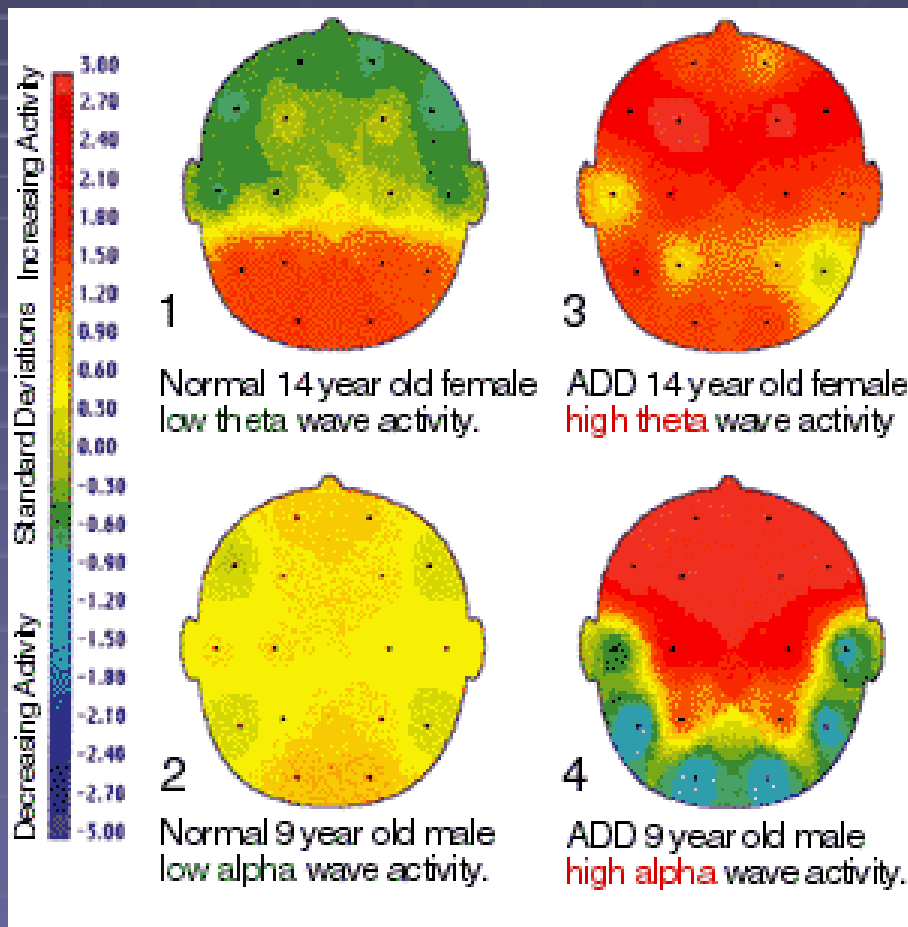 Increasing Activity
Standard Deviations
Decreasing Activity
3.00
2.70
2.40
2.10
1.80
1.50
1.20
0.90
0.60
0.30
0.00
-0.30
-0.60
-0.90
-1.20
-1.50
-1.80
-2.10
-2.40
-2.70
-3.00
1
Normal 14 year old female
low theta wave activity.
3
ADD 14 year old female
high theta wave activity
2
Normal 9 year old male
low alpha wave activity.
4
ADD 9 year old male
high alpha wave activity.